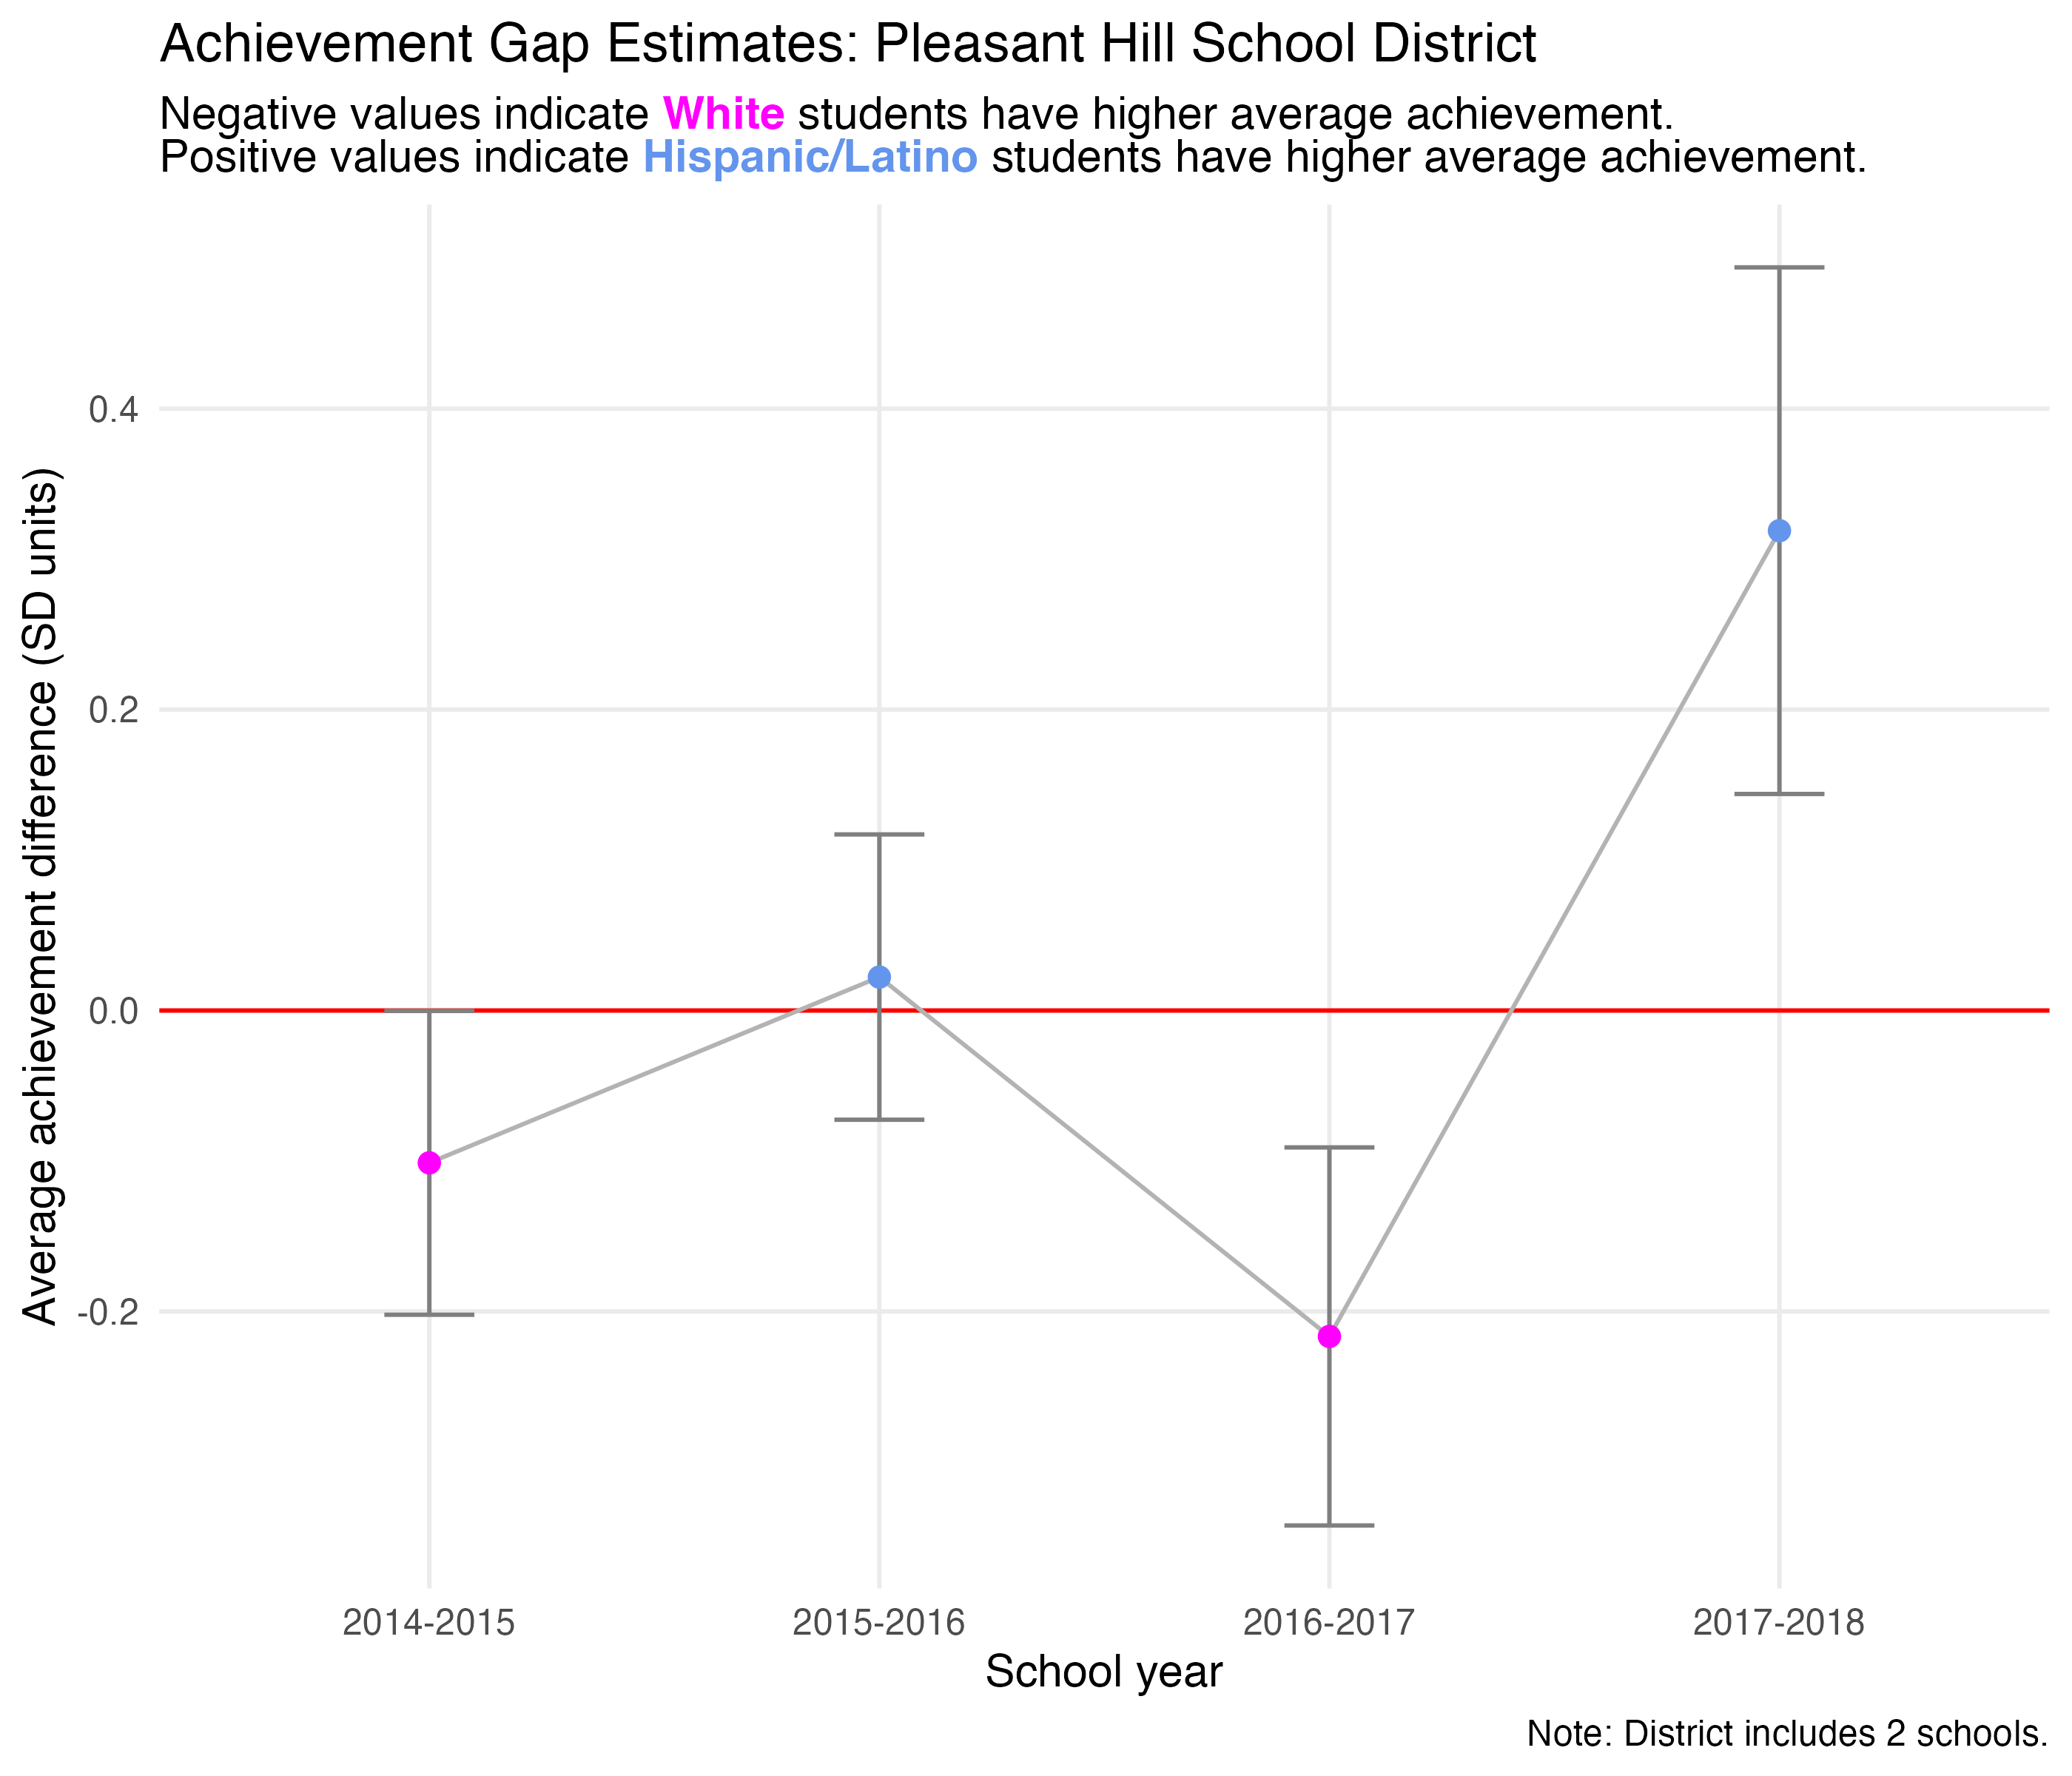 Achievement Gap Estimates: Pleasant Hill School District
Negative values indicate White students have higher average achievement.
Positive values indicate Hispanic/Latino students have higher average achievement.
Average achievement difference (SD units)
0.4
0.2
0.0
-0.2
2014-2015
2015-2016
2016-2017
2017-2018
School year
Note: District includes 2 schools.